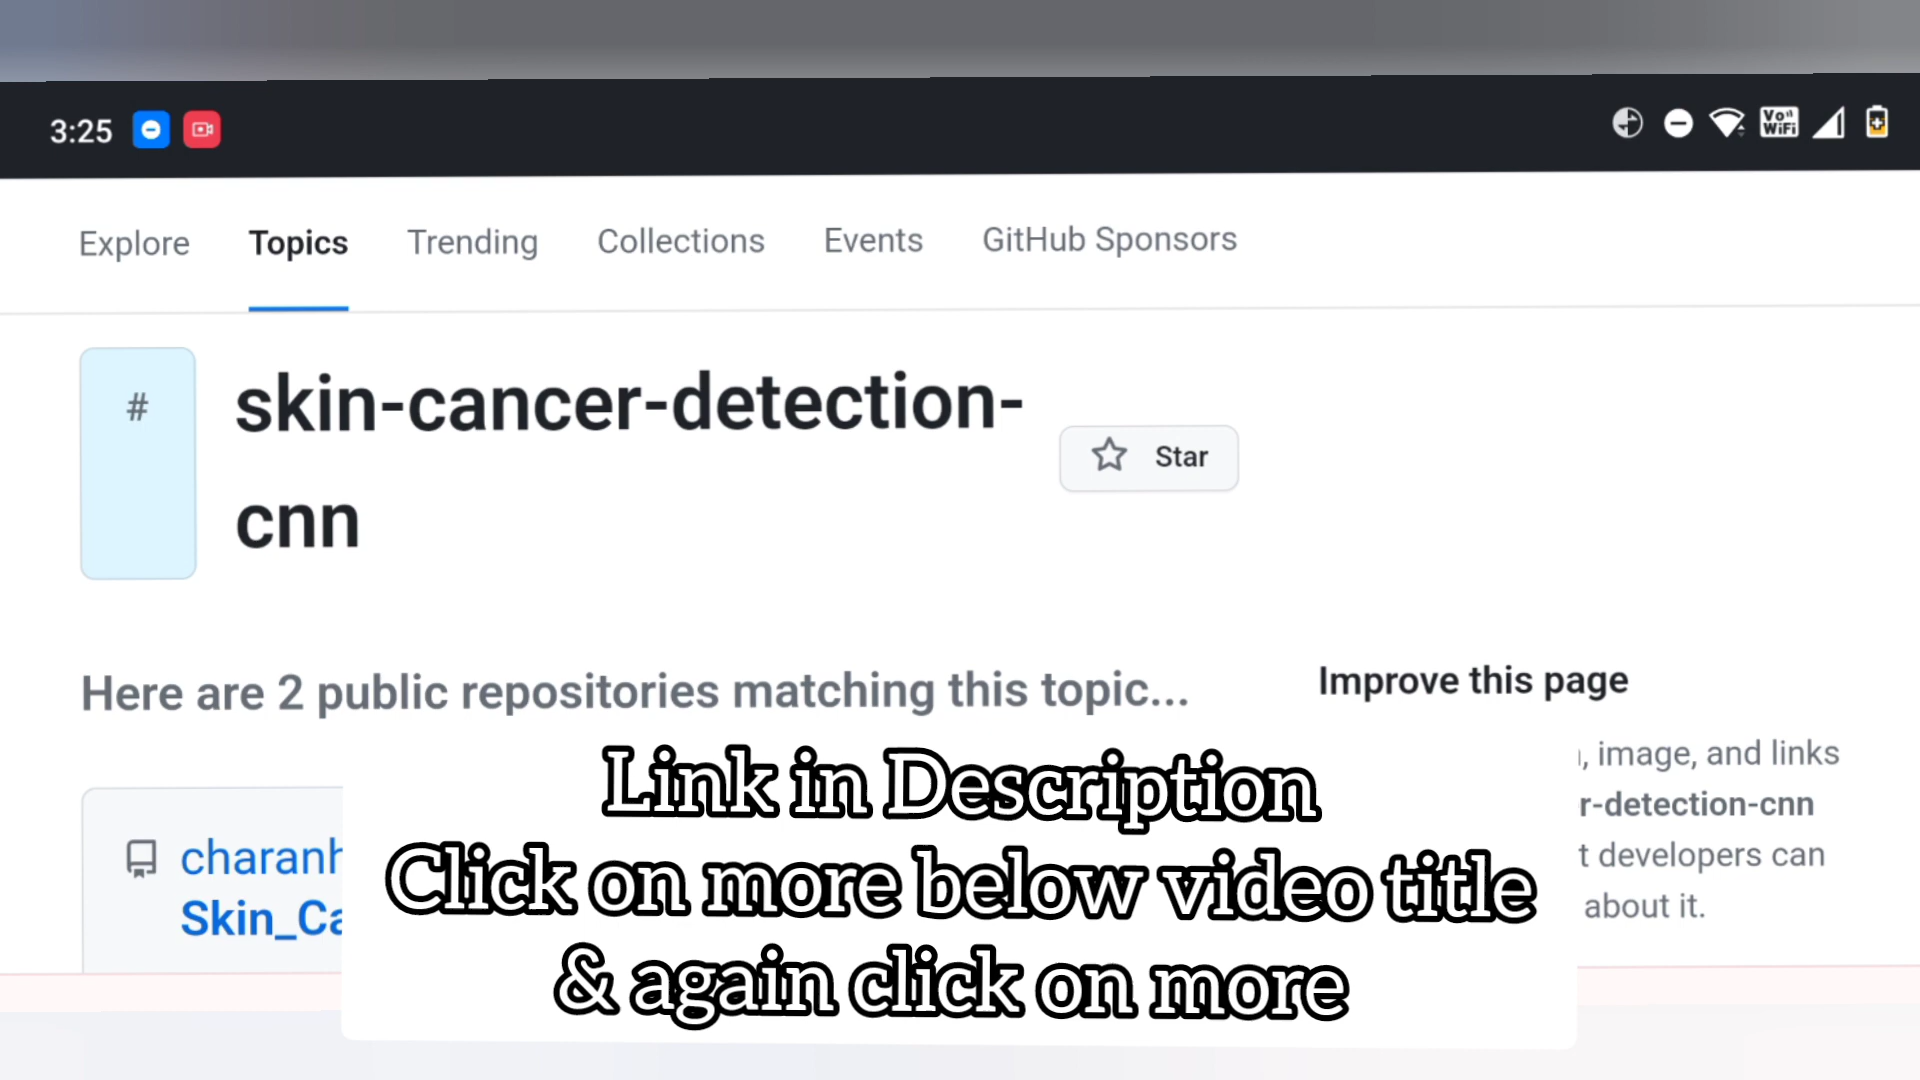 3:25
Vo)) WiFi
Explore Topics Trending Collections Events GitHub Sponsors
#
skin-cancer-detection-
cnn
Star
Here are 2 public repositories matching this topic...
Improve this page
, image, and links
r-detection-cnn
t developers can
about it.
charanh
Skin_Ca
Link in Description
Click on more below video title
& again click on more